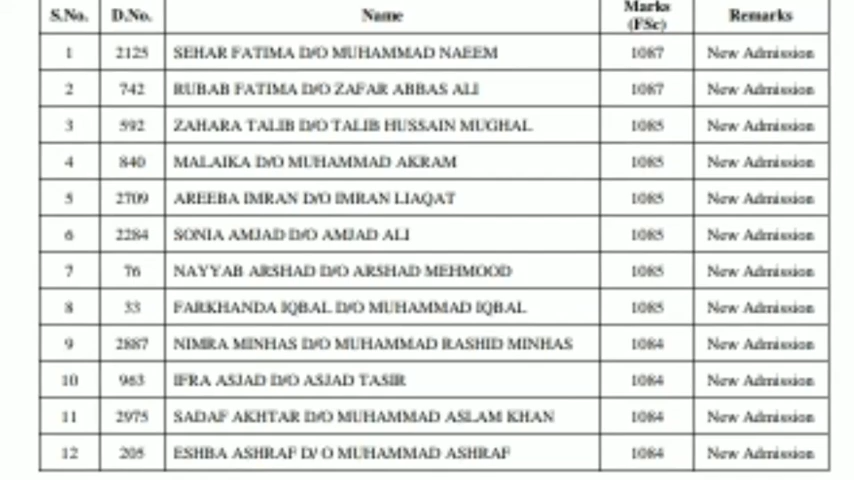 S.No. D.No. Name Marks (FSc) Remarks
1 2125 SEHAR FATIMA D/O MUHAMMAD NAEEM 1087 New Admission
2 742 RUBAB FATIMA D/O ZAFAR ABBAS ALI 1087 New Admission
3 592 ZAHARA TALIB D/O TALIB HUSSAIN MUGHAL 1085 New Admission
4 840 MALAIKA D/O MUHAMMAD AKRAM 1085 New Admission
5 2709 AREEBA IMRAN D/O IMRAN LIAQAT 1085 New Admission
6 2284 SONIA AMJAD D/O AMJAD ALI 1085 New Admission
7 76 NAYYAB ARSHAD D/O ARSHAD MEHMOOD 1085 New Admission
8 33 FARKHANDA IQBAL D/O MUHAMMAD IQBAL 1085 New Admission
9 2887 NIMRA MINHAS D/O MUHAMMAD RASHID MINHAS 1084 New Admission
10 963 IFRA ASJAD D/O ASJAD TASIR 1084 New Admission
11 2975 SADAF AKHTAR D/O MUHAMMAD ASLAM KHAN 1084 New Admission
12 205 ESHBA ASHRAF D/ O MUHAMMAD ASHRAF 1084 New Admission